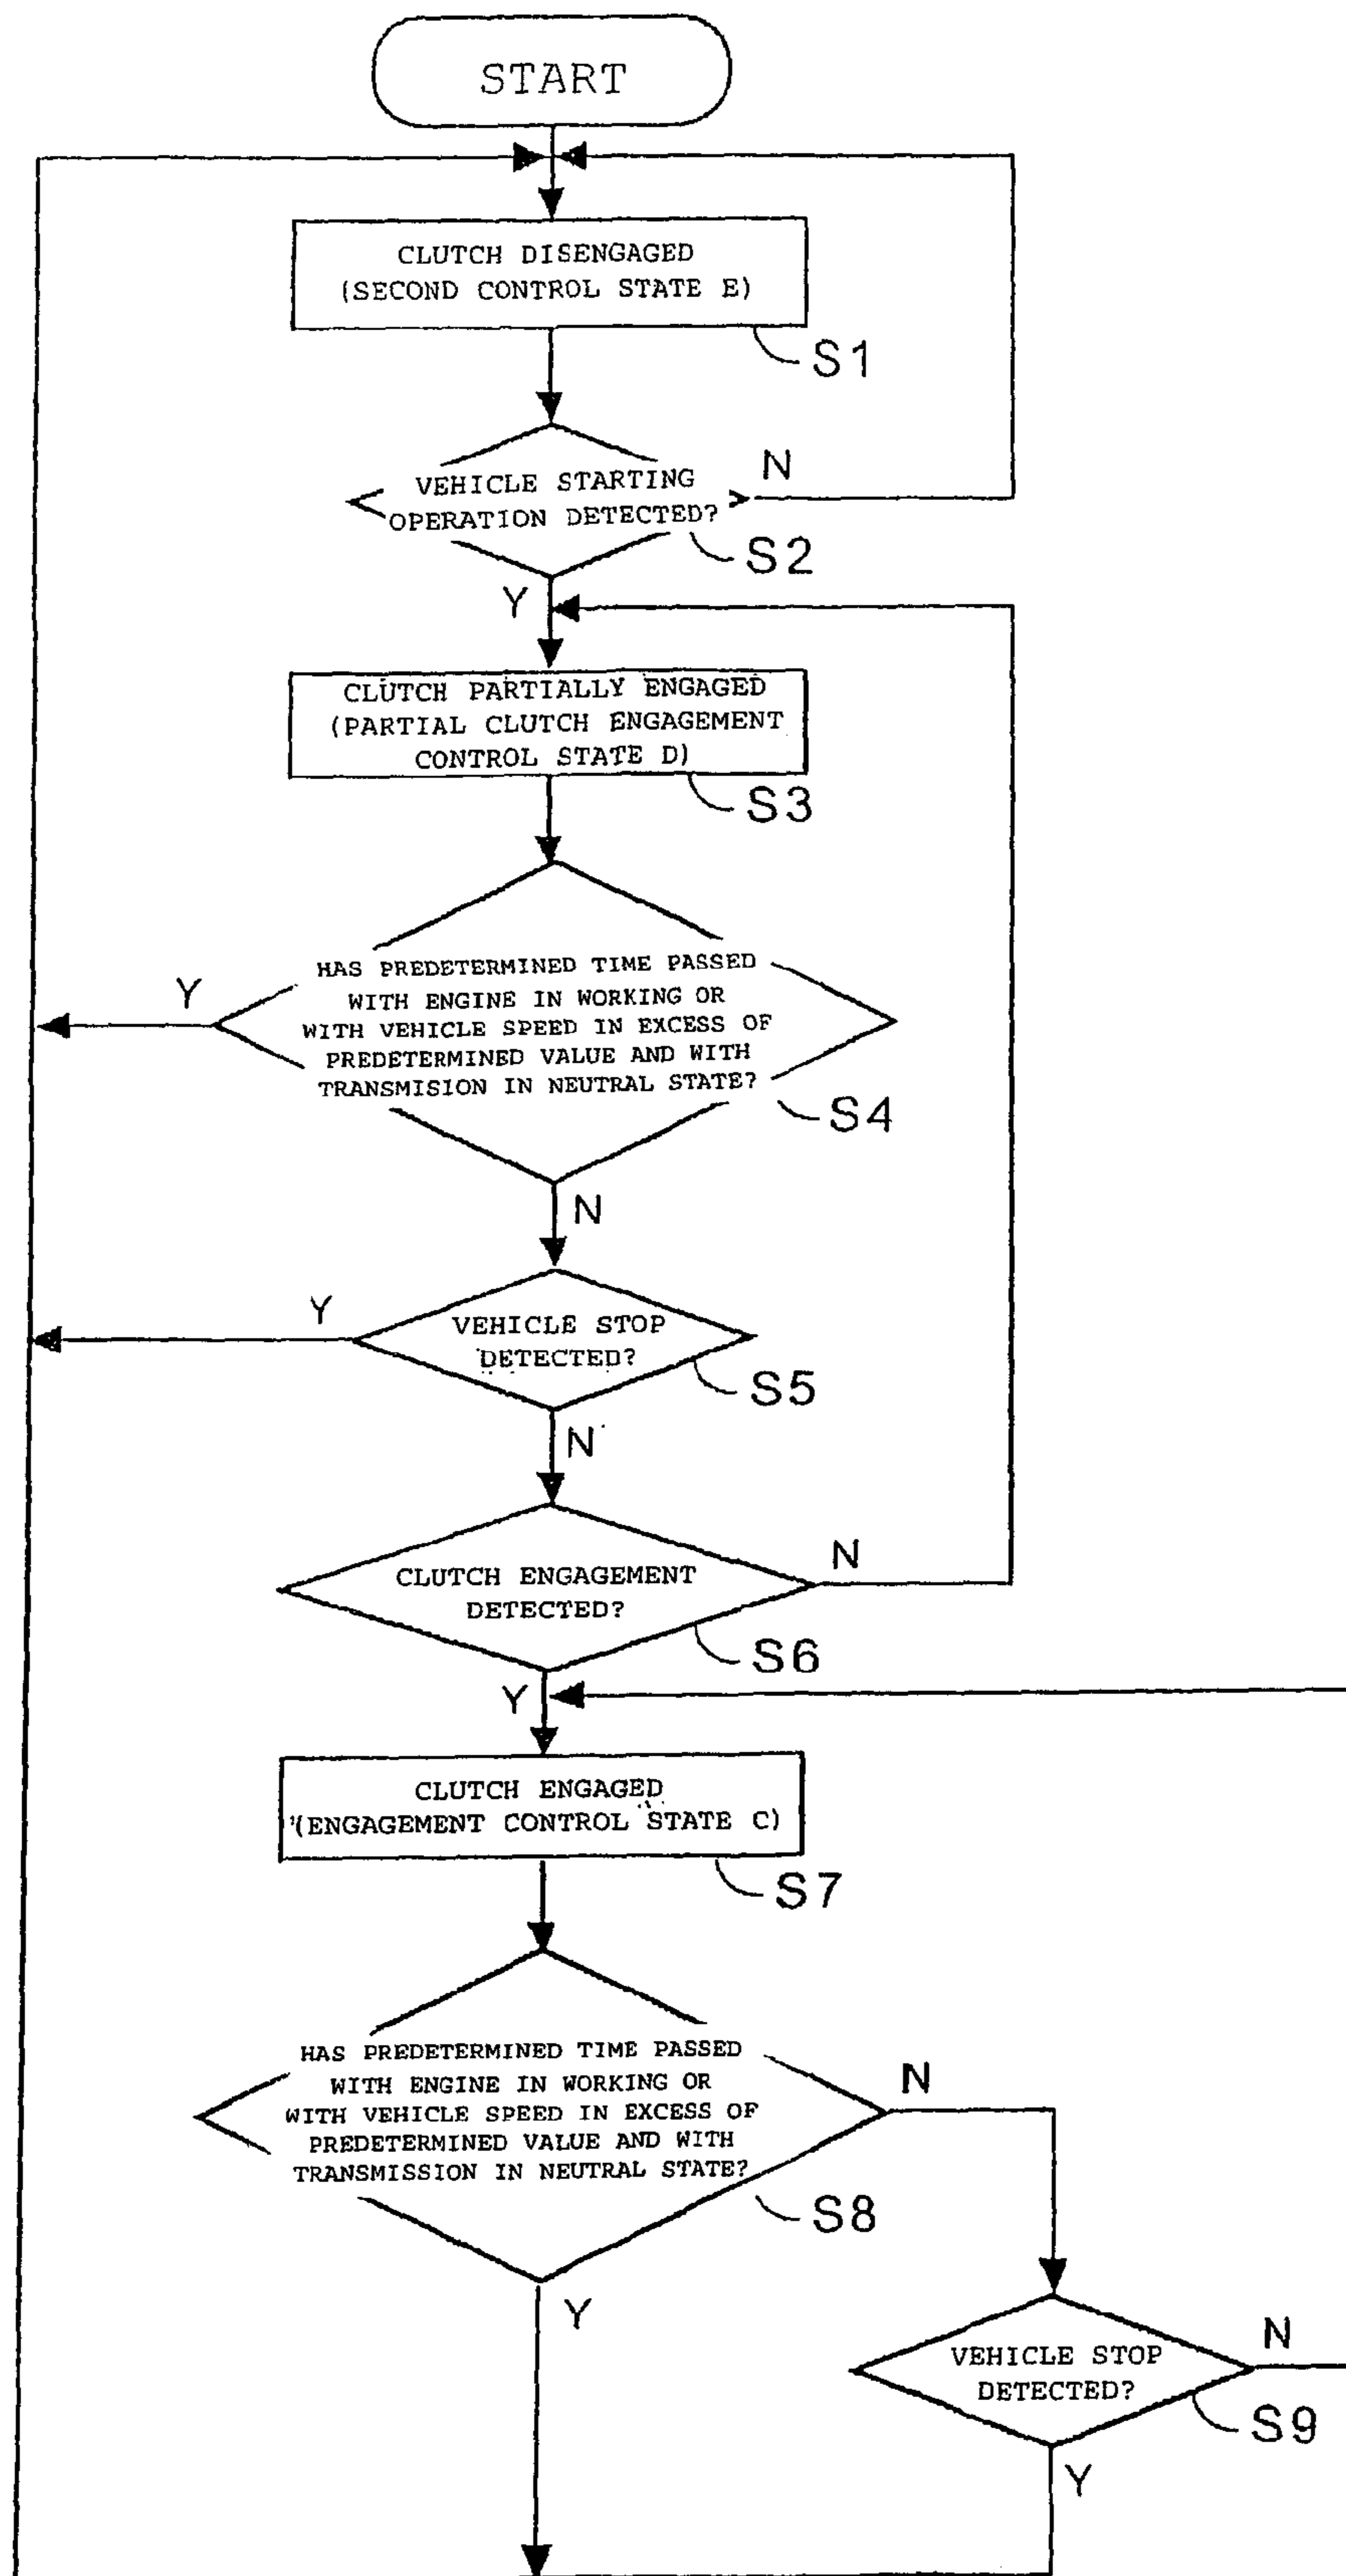 START
CLUTCH DISENGAGED
(SECOND CONTROL STATE E)
S1
VEHICLE STARTING
OPERATION DETECTED?
N
S2
Y
CLUTCH PARTIALLY ENGAGED
(PARTIAL CLUTCH ENGAGEMENT
CONTROL STATE D)
S3
HAS PREDETERMINED TIME PASSED
WITH ENGINE IN WORKING OR
WITH VEHICLE SPEED IN EXCESS OF
PREDETERMINED VALUE AND WITH
TRANSMISION IN NEUTRAL STATE?
Y
S4
N
VEHICLE STOP
DETECTED?
Y
S5
N
CLUTCH ENGAGEMENT
DETECTED?
N
S6
Y
CLUTCH ENGAGED
(ENGAGEMENT CONTROL STATE C)
S7
HAS PREDETERMINED TIME PASSED
WITH ENGINE IN WORKING OR
WITH VEHICLE SPEED IN EXCESS OF
PREDETERMINED VALUE AND WITH
TRANSMISSION IN NEUTRAL STATE?
N
S8
Y
VEHICLE STOP
DETECTED?
N
S9
Y